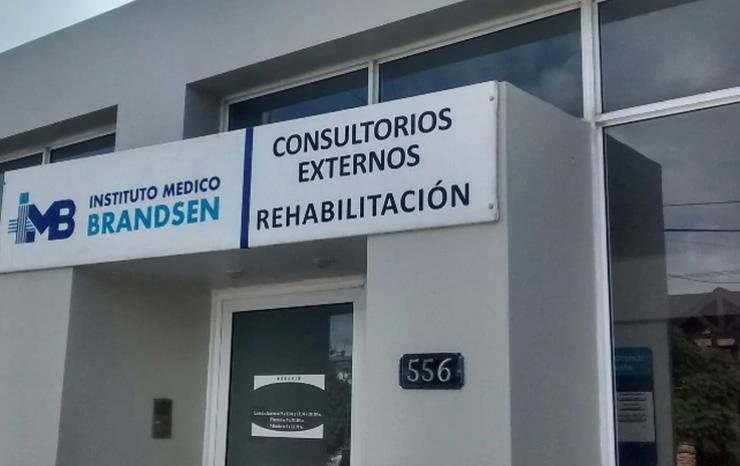 IMB
INSTITUTO MEDICO
BRANDSEN
CONSULTORIOS
EXTERNOS
REHABILITACIÓN
556